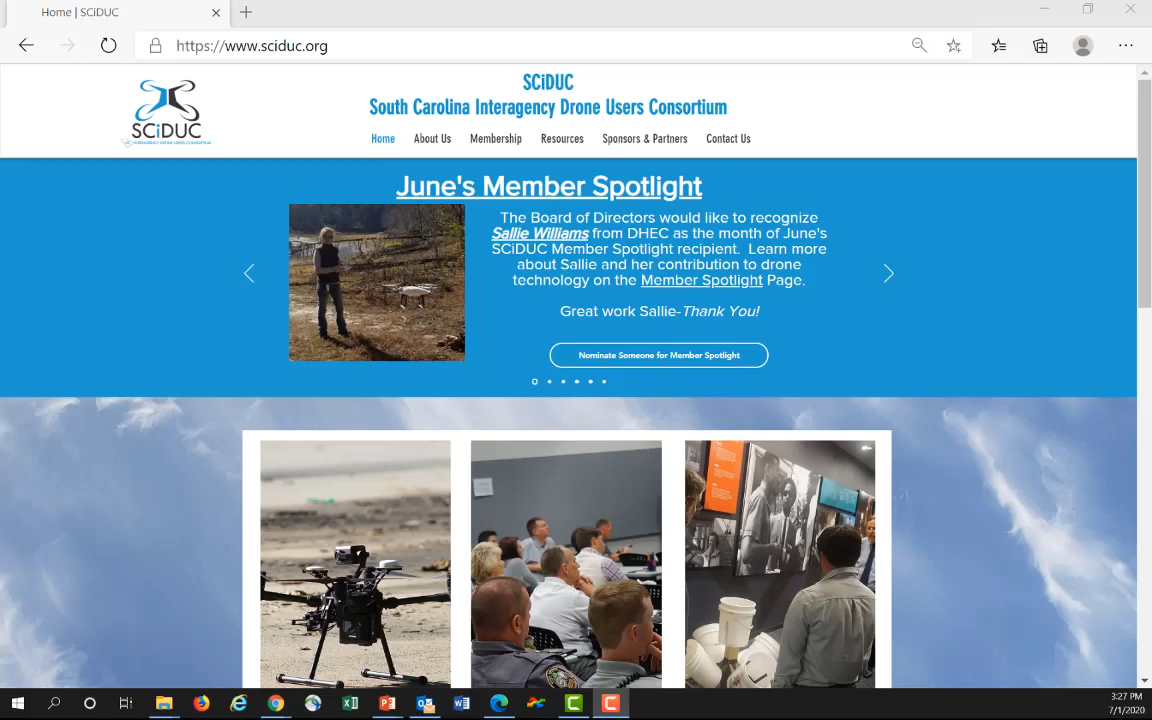 Home | SCiDUC
https://www.sciduc.org
SCiDUC
South Carolina Interagency Drone Users Consortium
SCiDUC
INTERAGENCY DRONE USERS CONSORTIUM
Home About Us Membership Resources Sponsors & Partners Contact Us
June's Member Spotlight
The Board of Directors would like to recognize
Sallie Williams from DHEC as the month of June's
SCiDUC Member Spotlight recipient. Learn more
about Sallie and her contribution to drone
technology on the Member Spotlight Page.
Great work Sallie-Thank You!
Nominate Someone for Member Spotlight
3:27 PM
7/1/2020